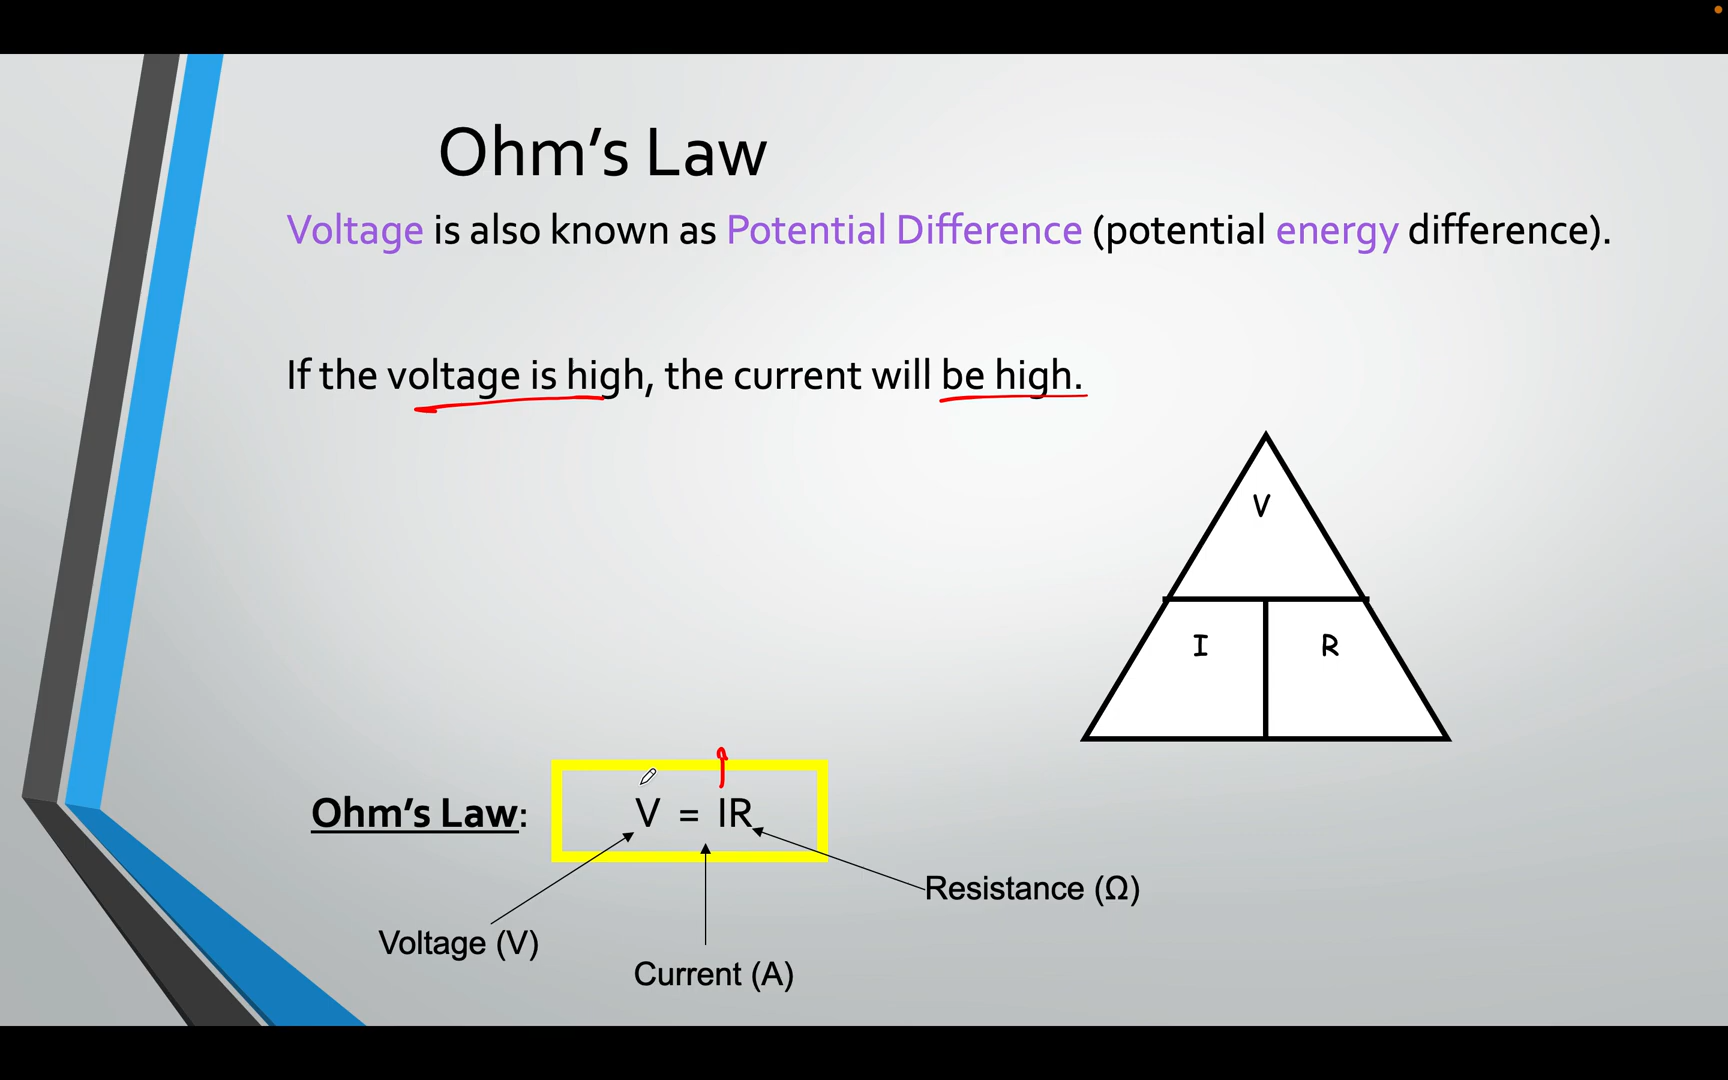 Ohm’s Law
Voltage is also known as Potential Difference (potential energy difference).
If the voltage is high, the current will be high.
V
I R
Ohm’s Law: V = IR
Resistance (Ω)
Voltage (V)
Current (A)